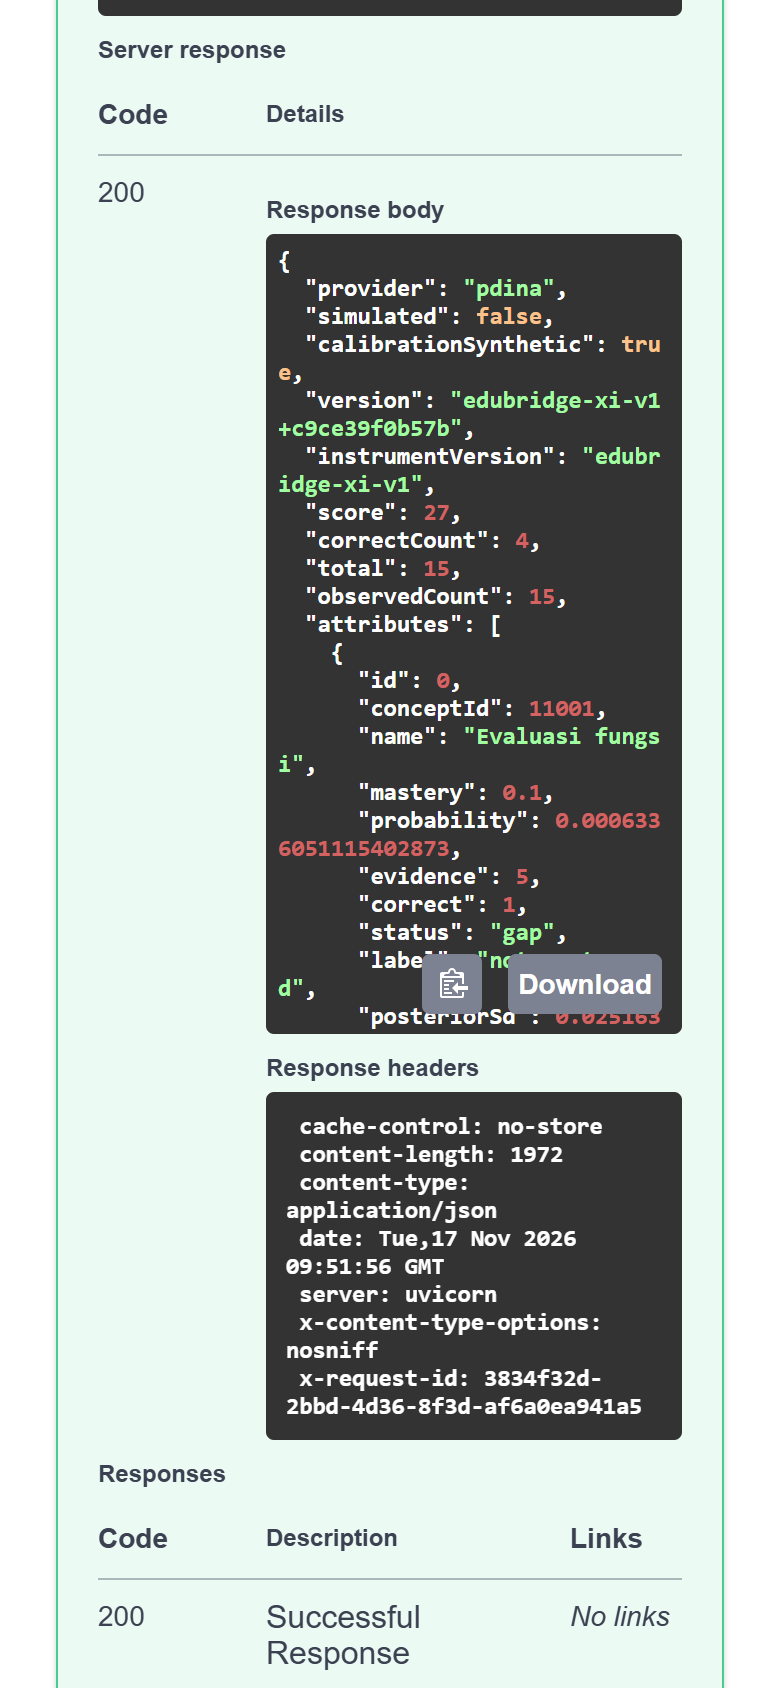 Server response
Code Details
200
Response body
{
"provider": "pdina",
"simulated": false,
"calibrationSynthetic": tru
e,
"version": "edubridge-xi-v1
+c9ce39f0b57b",
"instrumentVersion": "edubr
idge-xi-v1",
"score": 27,
"correctCount": 4,
"total": 15,
"observedCount": 15,
"attributes": [
{
"id": 0,
"conceptId": 11001,
"name": "Evaluasi fungs
i",
"mastery": 0.1,
"probability": 0.000633
6051115402873,
"evidence": 5,
"correct": 1,
"status": "gap",
"label":
d",
Download
"posteriorSd": 0.025163
Response headers
cache-control: no-store
content-length: 1972
content-type:
application/json
date: Tue,17 Nov 2026
09:51:56 GMT
server: uvicorn
x-content-type-options:
nosniff
x-request-id: 3834f32d-
2bbd-4d36-8f3d-af6a0ea941a5
Responses
Code Description Links
200 Successful No links
Response